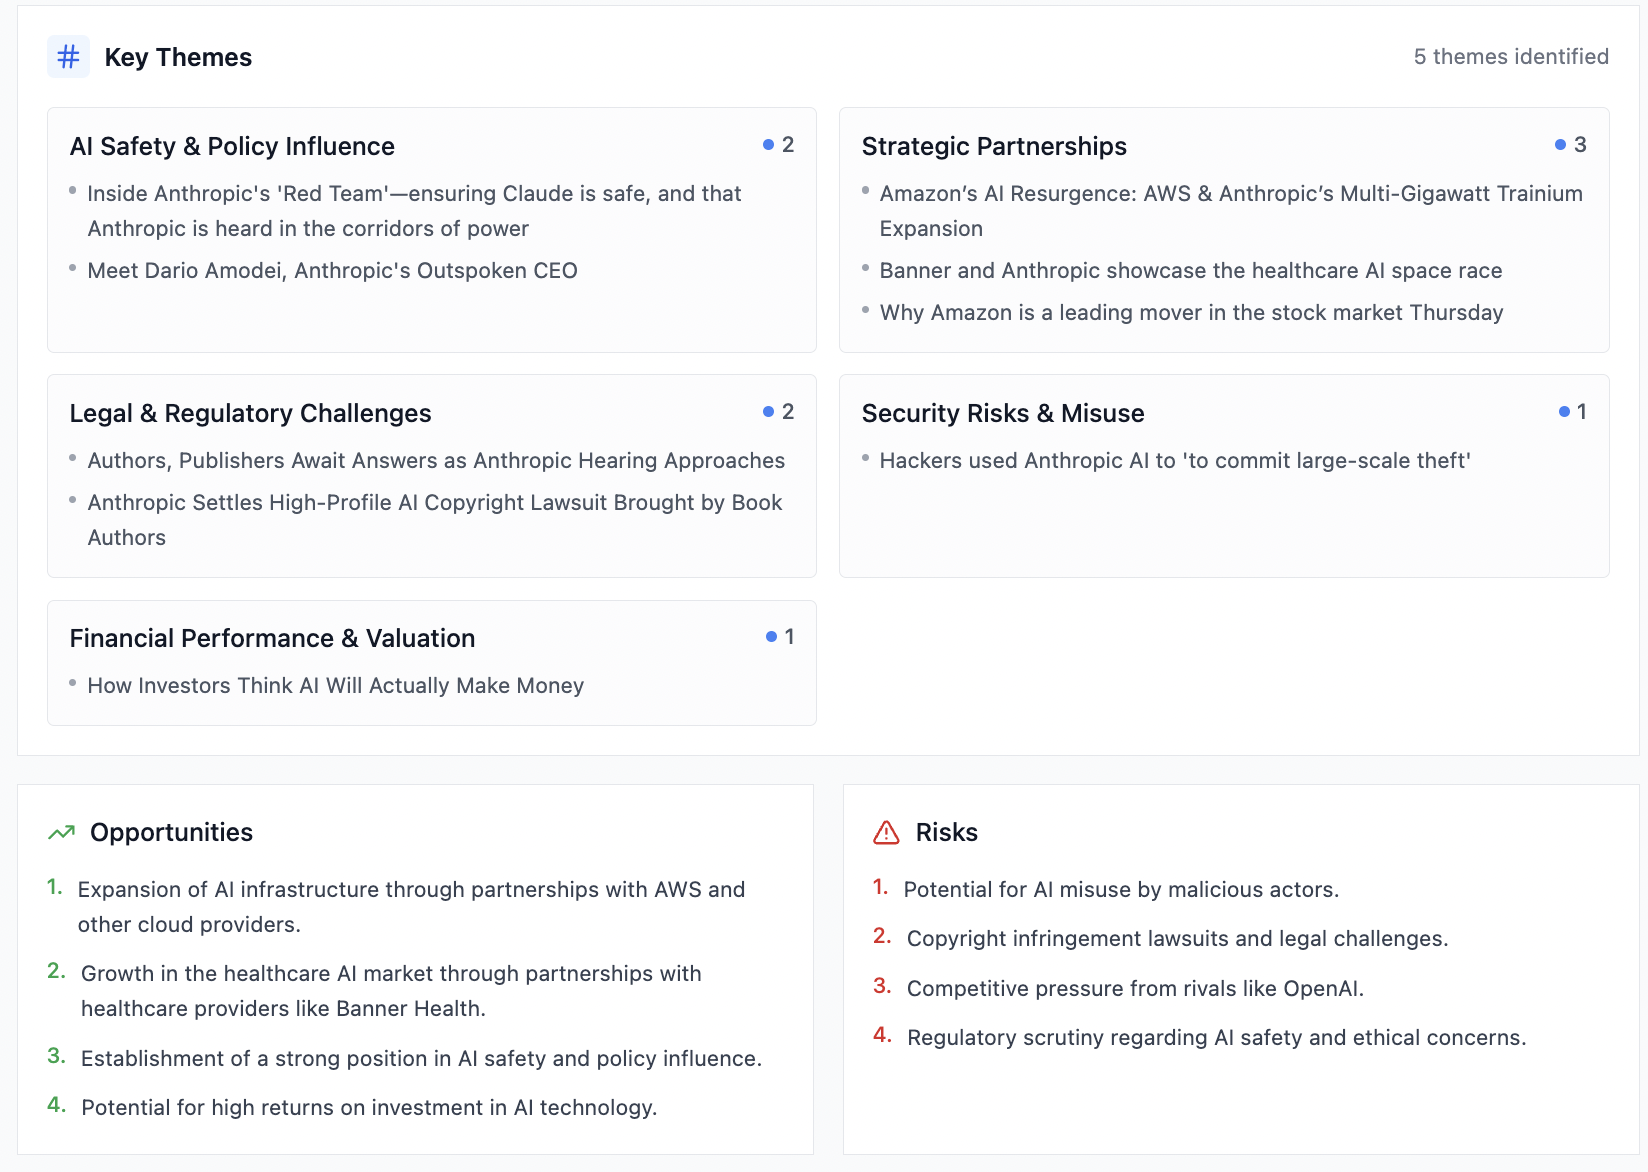 Key Themes
5 themes identified
AI Safety & Policy Influence
2
Inside Anthropic's 'Red Team'—ensuring Claude is safe, and that
Anthropic is heard in the corridors of power
Meet Dario Amodei, Anthropic's Outspoken CEO
Strategic Partnerships
3
Amazon’s AI Resurgence: AWS & Anthropic’s Multi-Gigawatt Trainium
Expansion
Banner and Anthropic showcase the healthcare AI space race
Why Amazon is a leading mover in the stock market Thursday
Legal & Regulatory Challenges
2
Authors, Publishers Await Answers as Anthropic Hearing Approaches
Anthropic Settles High-Profile AI Copyright Lawsuit Brought by Book
Authors
Security Risks & Misuse
1
Hackers used Anthropic AI to 'to commit large-scale theft'
Financial Performance & Valuation
1
How Investors Think AI Will Actually Make Money
Opportunities
1. Expansion of AI infrastructure through partnerships with AWS and
other cloud providers.
2. Growth in the healthcare AI market through partnerships with
healthcare providers like Banner Health.
3. Establishment of a strong position in AI safety and policy influence.
4. Potential for high returns on investment in AI technology.
Risks
1. Potential for AI misuse by malicious actors.
2. Copyright infringement lawsuits and legal challenges.
3. Competitive pressure from rivals like OpenAI.
4. Regulatory scrutiny regarding AI safety and ethical concerns.